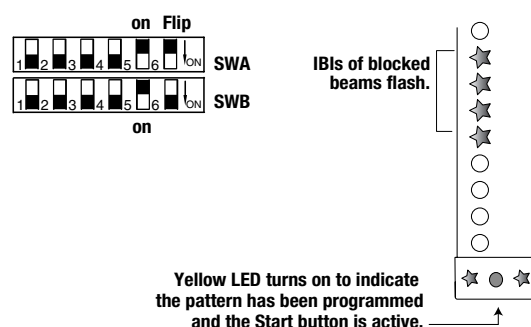 on Flip
1 2 3 4 5 6 ON SWA
1 2 3 4 5 6 ON SWB
on
IBIs of blocked
beams flash.
Yellow LED turns on to indicate
the pattern has been programmed
and the Start button is active.